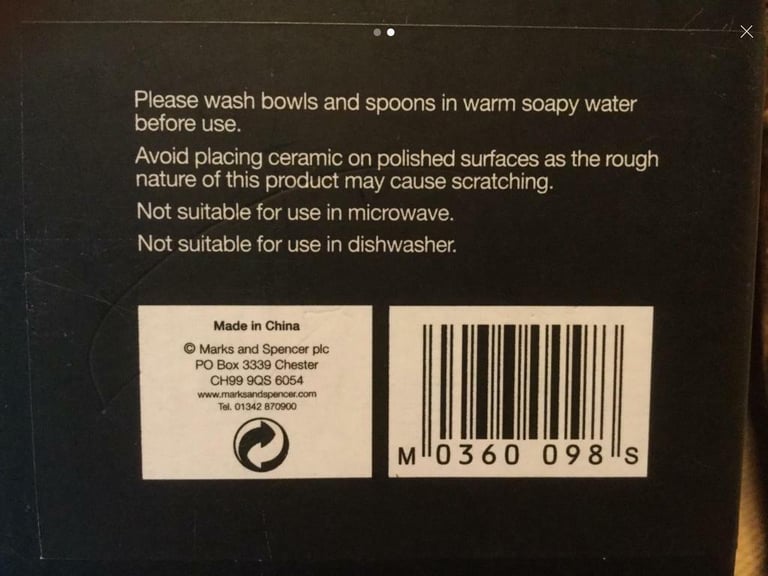 Please wash bowls and spoons in warm soapy water
before use.
Avoid placing ceramic on polished surfaces as the rough
nature of this product may cause scratching.
Not suitable for use in microwave.
Not suitable for use in dishwasher.
Made in China
© Marks and Spencer plc
PO Box 3339 Chester
CH99 9QS 6054
www.marksandspencer.com
Tel. 01342 870900
M 0360 098 S